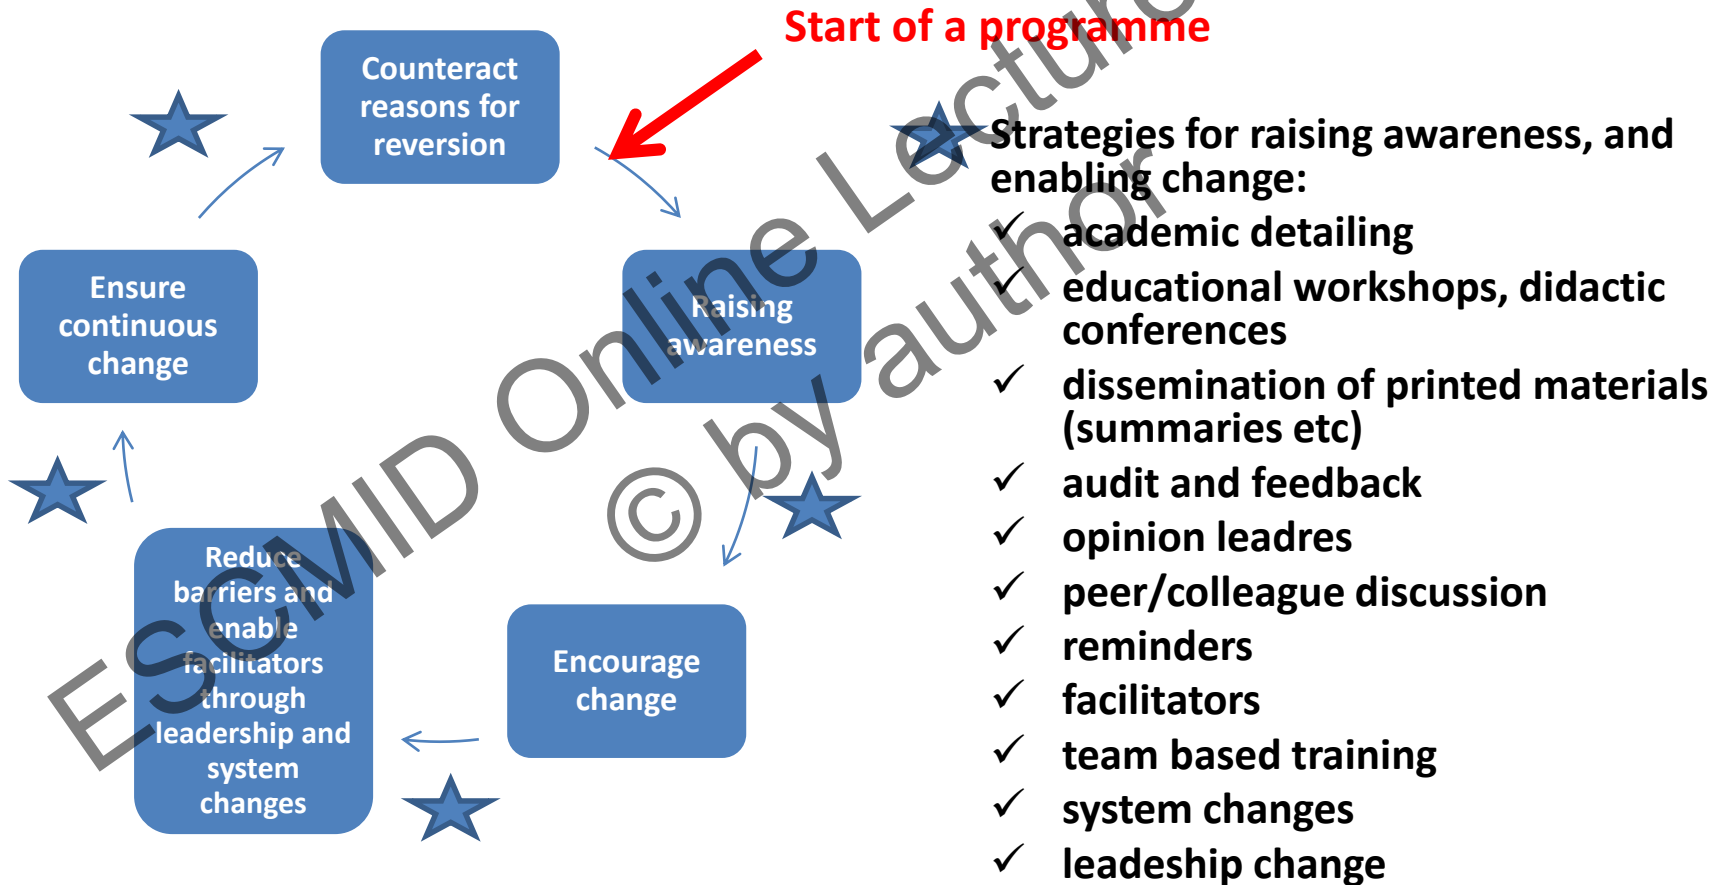 Start of a programme
Counteract
reasons for
reversion
Raising
awareness
Encourage
change
Reduce
barriers and
enable
facilitators
through
leadership and
system
changes
Ensure
continuous
change
Strategies for raising awareness, and
enabling change:
✓ academic detailing
✓ educational workshops, didactic
conferences
✓ dissemination of printed materials
(summaries etc)
✓ audit and feedback
✓ opinion leadres
✓ peer/colleague discussion
✓ reminders
✓ facilitators
✓ team based training
✓ system changes
✓ leadeship change
ESCMID Online Lecture
© by author